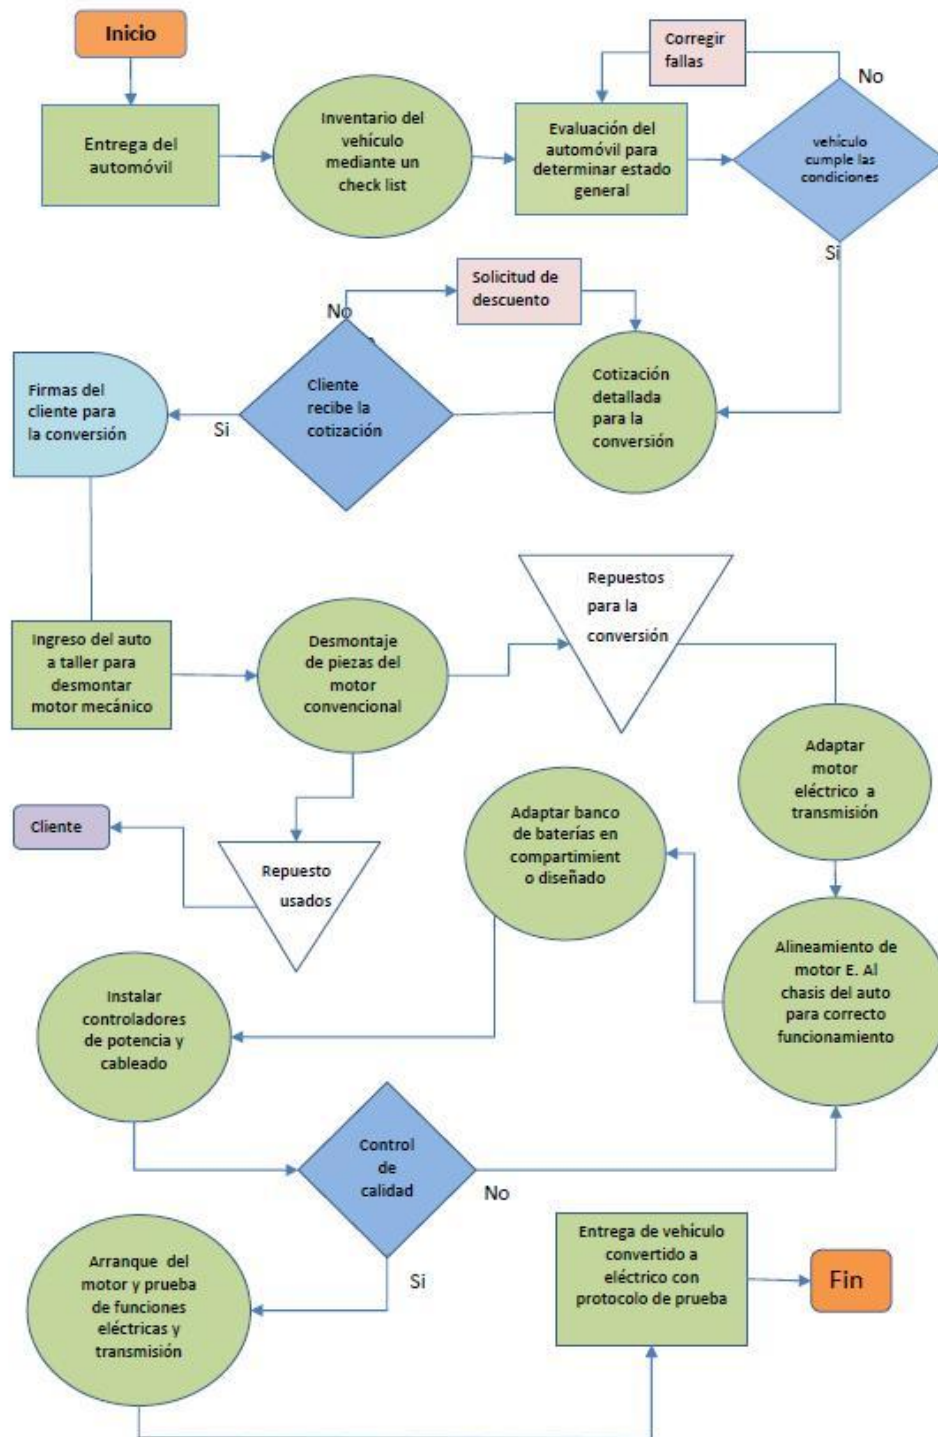 Inicio
Corregir
fallas
No
Entrega del
automóvil
Inventario del
vehículo
mediante un
check list
Evaluación del
automóvil para
determinar estado
general
vehículo
cumple las
condiciones
Si
Solicitud de
descuento
No
Firmas del
cliente para
la conversión
Si
Cliente
recibe la
cotización
Cotización
detallada
para la
conversión
Repuestos
para la
conversión
Ingreso del auto
a taller para
desmontar
motor mecánico
Desmontaje
de piezas del
motor
convencional
Adaptar
motor
eléctrico a
transmisión
Cliente
Repuesto
usados
Adaptar banco
de baterías en
compartimient
o diseñado
Alineamiento de
motor E. Al
chasis del auto
para correcto
funcionamiento
Instalar
controladores
de potencia y
cableado
Control
de
calidad
No
Si
Arranque del
motor y prueba
de funciones
eléctricas y
transmisión
Entrega de vehículo
convertido a
eléctrico con
protocolo de prueba
Fin